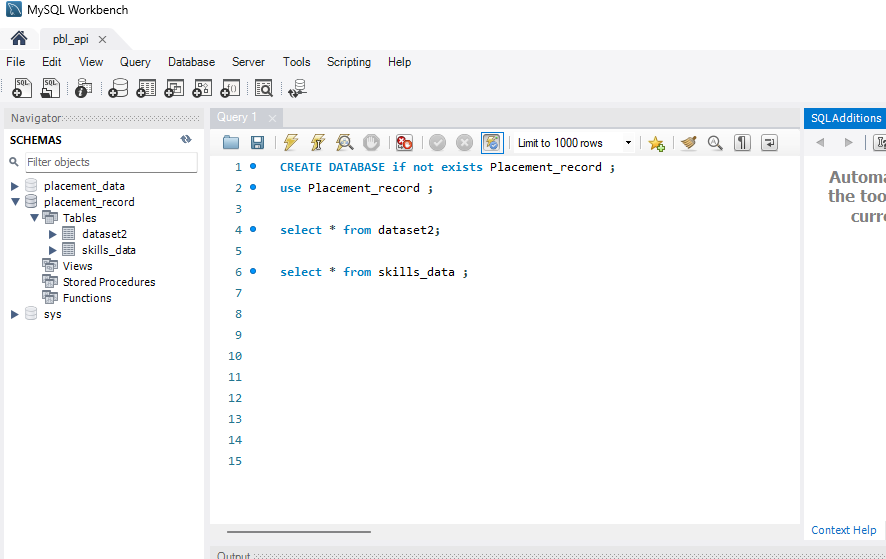 MySQL Workbench
pbl_api
File Edit View Query Database Server Tools Scripting Help
Navigator
SCHEMAS
Filter objects
placement_data
placement_record
Tables
dataset2
skills_data
Views
Stored Procedures
Functions
sys
Query 1
Limit to 1000 rows
1 CREATE DATABASE if not exists Placement_record ;
2 use Placement_record ;
3
4 select * from dataset2;
5
6 select * from skills_data ;
7
8
9
10
11
12
13
14
15
Output
SQLAdditions
Automa
the too
curre
Context Help